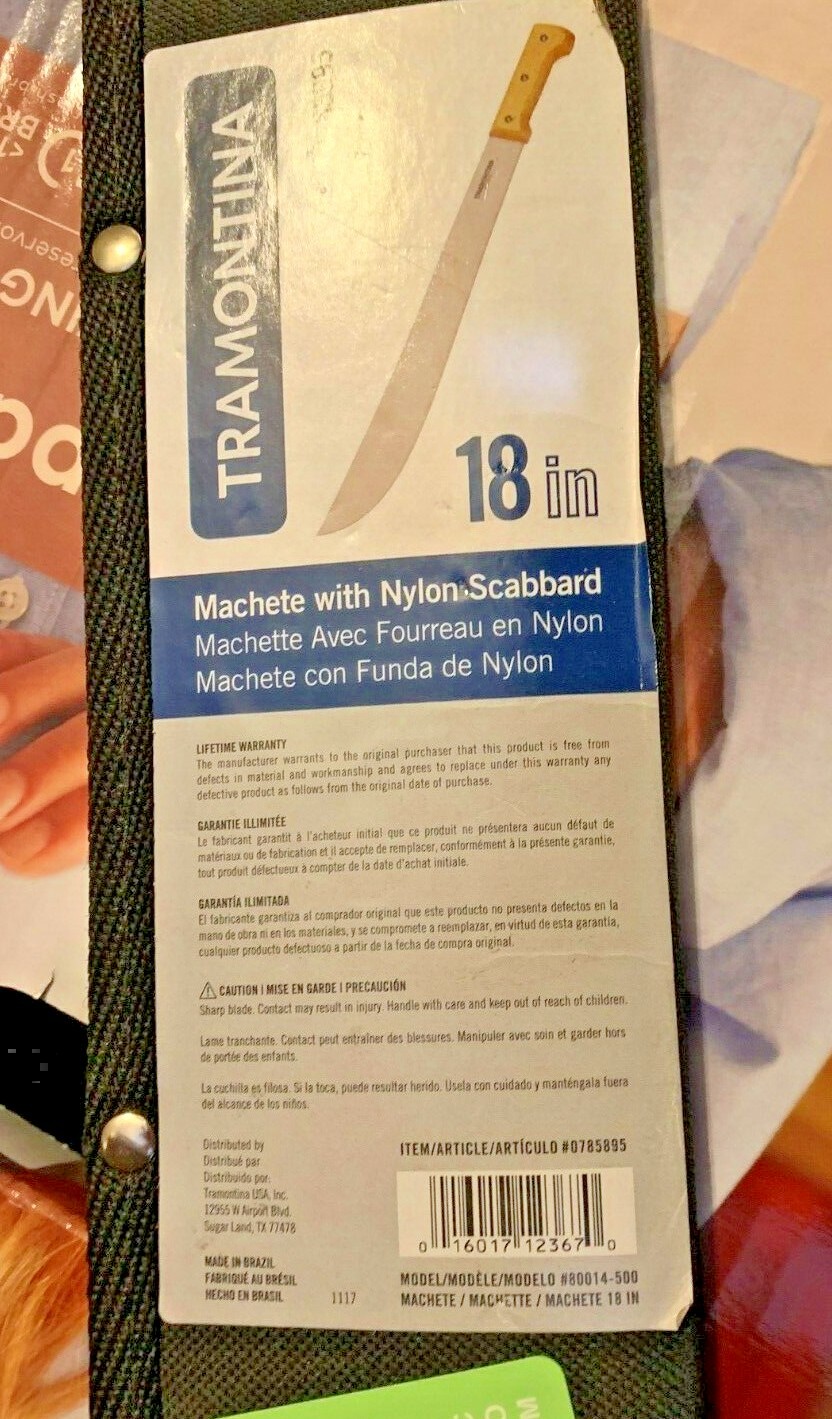 TRAMONTINA
18 in
Machete with Nylon Scabbard
Machette Avec Fourreau en Nylon
Machete con Funda de Nylon
LIFETIME WARRANTY
The manufacturer warrants to the original purchaser that this product is free from
defects in material and workmanship and agrees to replace under this warranty any
defective product as follows from the original date of purchase.
GARANTIE ILLIMITÉE
Le fabricant garantit à l'acheteur initial que ce produit ne présentera aucun défaut de
matériaux ou de fabrication et il accepte de remplacer, conformément à la présente garantie,
tout produit défectueux à compter de la date d'achat initiale.
GARANTÍA ILIMITADA
El fabricante garantiza al comprador original que este producto no presenta defectos en la
mano de obra ni en los materiales, y se compromete a reemplazar, en virtud de esta garantía,
cualquier producto defectuoso a partir de la fecha de compra original.
CAUTION | MISE EN GARDE | PRECAUCIÓN
Sharp blade. Contact may result in injury. Handle with care and keep out of reach of children.
Lame tranchante. Contact peut entraîner des blessures. Manipuler avec soin et garder hors
de portée des enfants.
La cuchilla es filosa. Si la toca, puede resultar herido. Usela con cuidado y manténgala fuera
del alcance de los niños.
Distributed by
Distribué par
Distribuido por:
Tramontina USA, Inc.
12955 W Airport Blvd.
Sugar Land, TX 77478
MADE IN BRAZIL
FABRIQUÉ AU BRÉSIL
HECHO EN BRASIL
1117
ITEM/ARTICLE/ARTÍCULO #0785895
0 16017 12367 0
MODEL/MODÈLE/MODELO #80014-500
MACHETE / MACHETTE / MACHETE 18 IN